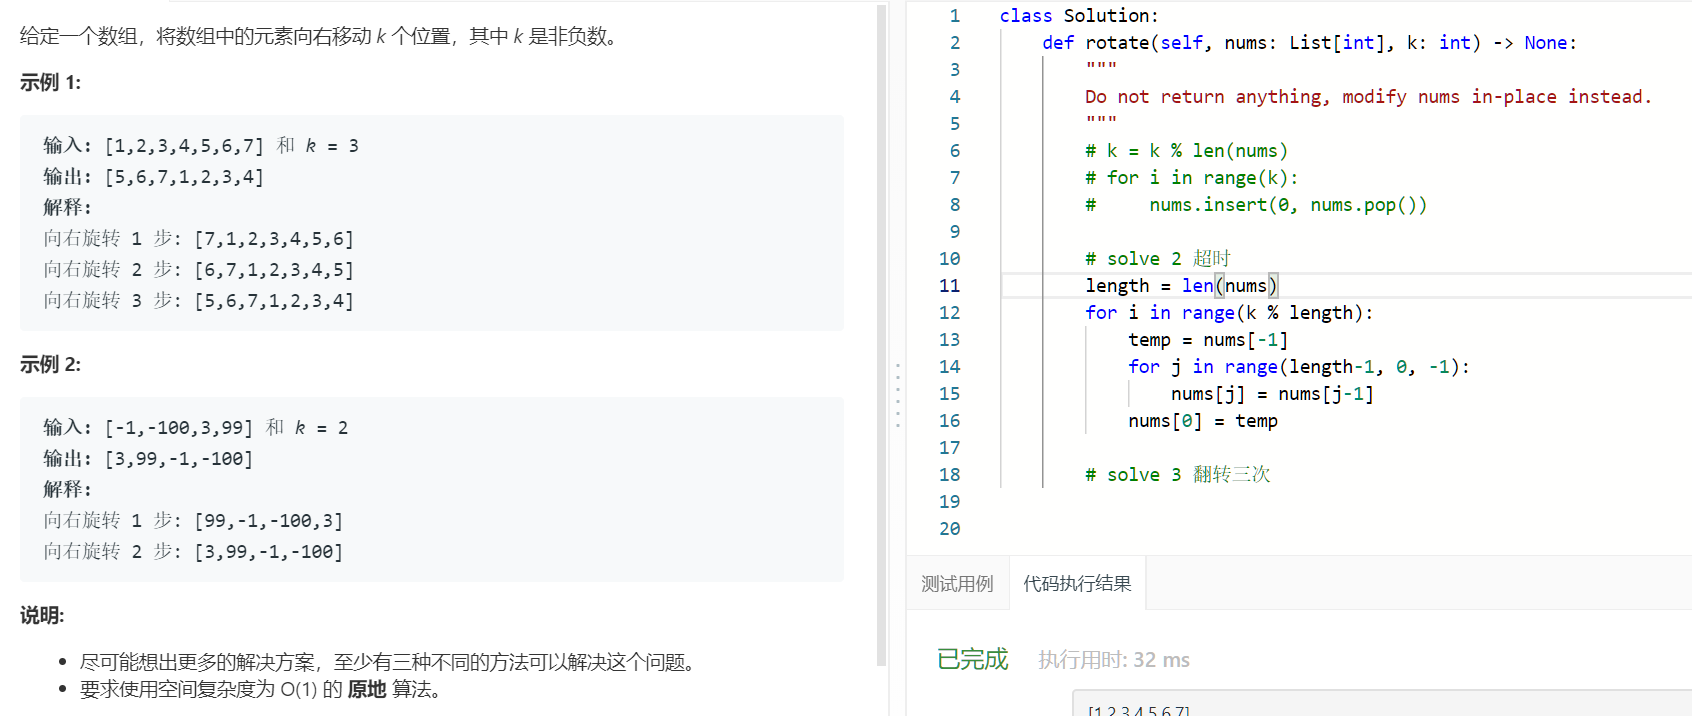 给定一个数组，将数组中的元素向右移动 k 个位置，其中 k 是非负数。
示例 1:
输入: [1,2,3,4,5,6,7] 和 k = 3
输出: [5,6,7,1,2,3,4]
解释:
向右旋转 1 步: [7,1,2,3,4,5,6]
向右旋转 2 步: [6,7,1,2,3,4,5]
向右旋转 3 步: [5,6,7,1,2,3,4]
示例 2:
输入: [-1,-100,3,99] 和 k = 2
输出: [3,99,-1,-100]
解释:
向右旋转 1 步: [99,-1,-100,3]
向右旋转 2 步: [3,99,-1,-100]
说明:
• 尽可能想出更多的解决方案，至少有三种不同的方法可以解决这个问题。
• 要求使用空间复杂度为 O(1) 的 原地 算法。
1 class Solution:
2     def rotate(self, nums: List[int], k: int) -> None:
3         """
4         Do not return anything, modify nums in-place instead.
5         """
6         # k = k % len(nums)
7         # for i in range(k):
8         #     nums.insert(0, nums.pop())
9
10         # solve 2 超时
11         length = len(nums)
12         for i in range(k % length):
13             temp = nums[-1]
14             for j in range(length-1, 0, -1):
15                 nums[j] = nums[j-1]
16             nums[0] = temp
17
18         # solve 3 翻转三次
19
20
测试用例 代码执行结果
已完成 执行用时: 32 ms
[1,2,3,4,5,6,7]